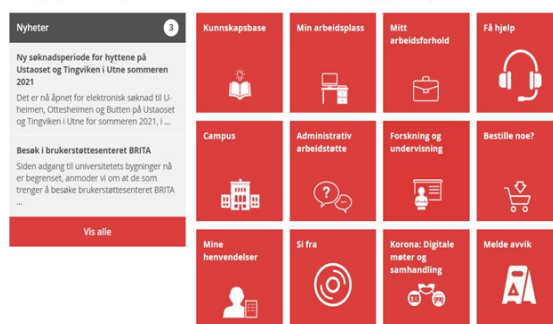 Nyheter 3
Ny søknadsperiode for hyttene på
Ustaoset og Tingviken i Utne sommeren
2021
Det er nå åpnet for elektronisk søknad til U-
heimen, Ottesheimen og Butten på Ustaoset
og Tingviken i Utne for sommeren 2021, i ...
Besøk i brukerstøttesenteret BRITA
Siden adgang til universitetets bygninger nå
er begrenset, anmoder vi om at de som
trenger å besøke brukerstøttesenteret BRITA
...
Vis alle
Kunnskapsbase
Min arbeidsplass
Mitt
arbeidsforhold
Få hjelp
Campus
Administrativ
arbeidstøtte
Forskning og
undervisning
Bestille noe?
Mine
henvendelser
Si fra
Korona: Digitale
møter og
samhandling
Melde avvik